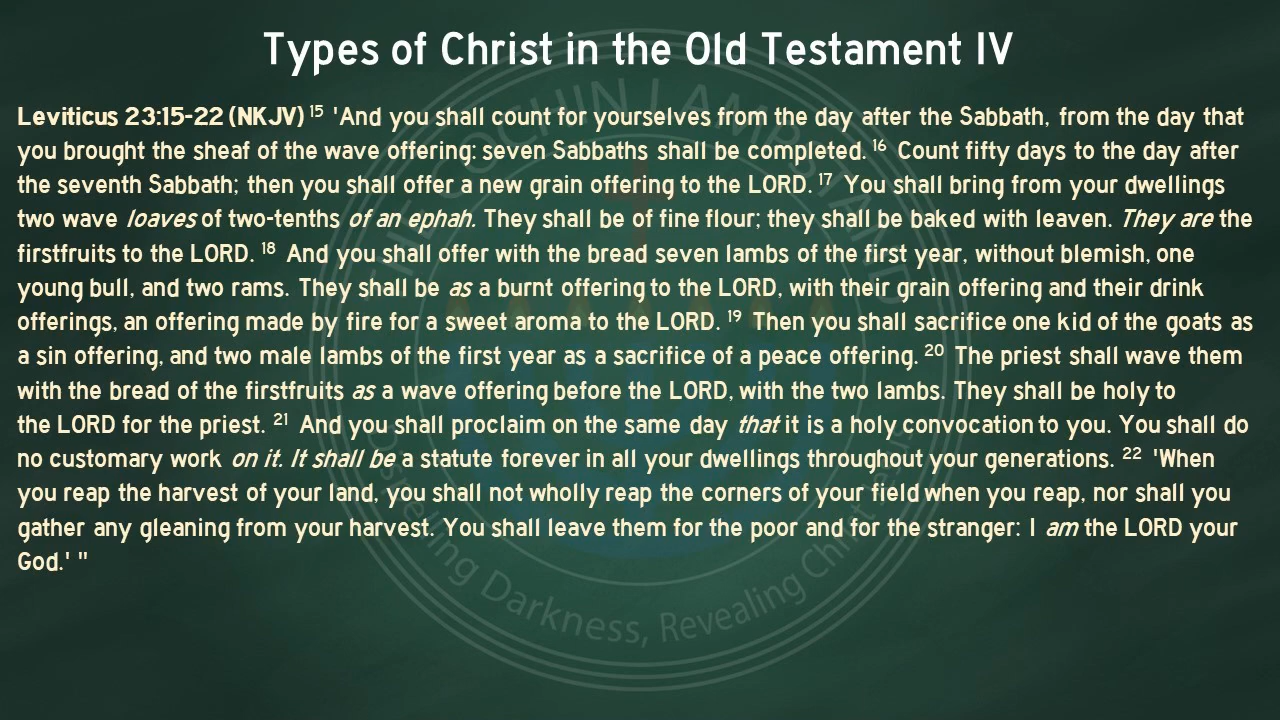 Types of Christ in the Old Testament IV
Leviticus 23:15-22 (NKJV) 15 'And you shall count for yourselves from the day after the Sabbath, from the day that
you brought the sheaf of the wave offering: seven Sabbaths shall be completed. 16 Count fifty days to the day after
the seventh Sabbath; then you shall offer a new grain offering to the LORD. 17 You shall bring from your dwellings
two wave loaves of two-tenths of an ephah. They shall be of fine flour; they shall be baked with leaven. They are the
firstfruits to the LORD. 18 And you shall offer with the bread seven lambs of the first year, without blemish, one
young bull, and two rams. They shall be as a burnt offering to the LORD, with their grain offering and their drink
offerings, an offering made by fire for a sweet aroma to the LORD. 19 Then you shall sacrifice one kid of the goats as
a sin offering, and two male lambs of the first year as a sacrifice of a peace offering. 20 The priest shall wave them
with the bread of the firstfruits as a wave offering before the LORD, with the two lambs. They shall be holy to
the LORD for the priest. 21 And you shall proclaim on the same day that it is a holy convocation to you. You shall do
no customary work on it. It shall be a statute forever in all your dwellings throughout your generations. 22 'When
you reap the harvest of your land, you shall not wholly reap the corners of your field when you reap, nor shall you
gather any gleaning from your harvest. You shall leave them for the poor and for the stranger: I am the LORD your
God.' "
THE COCHIN LAMPSTAND
Darkness, Revealing